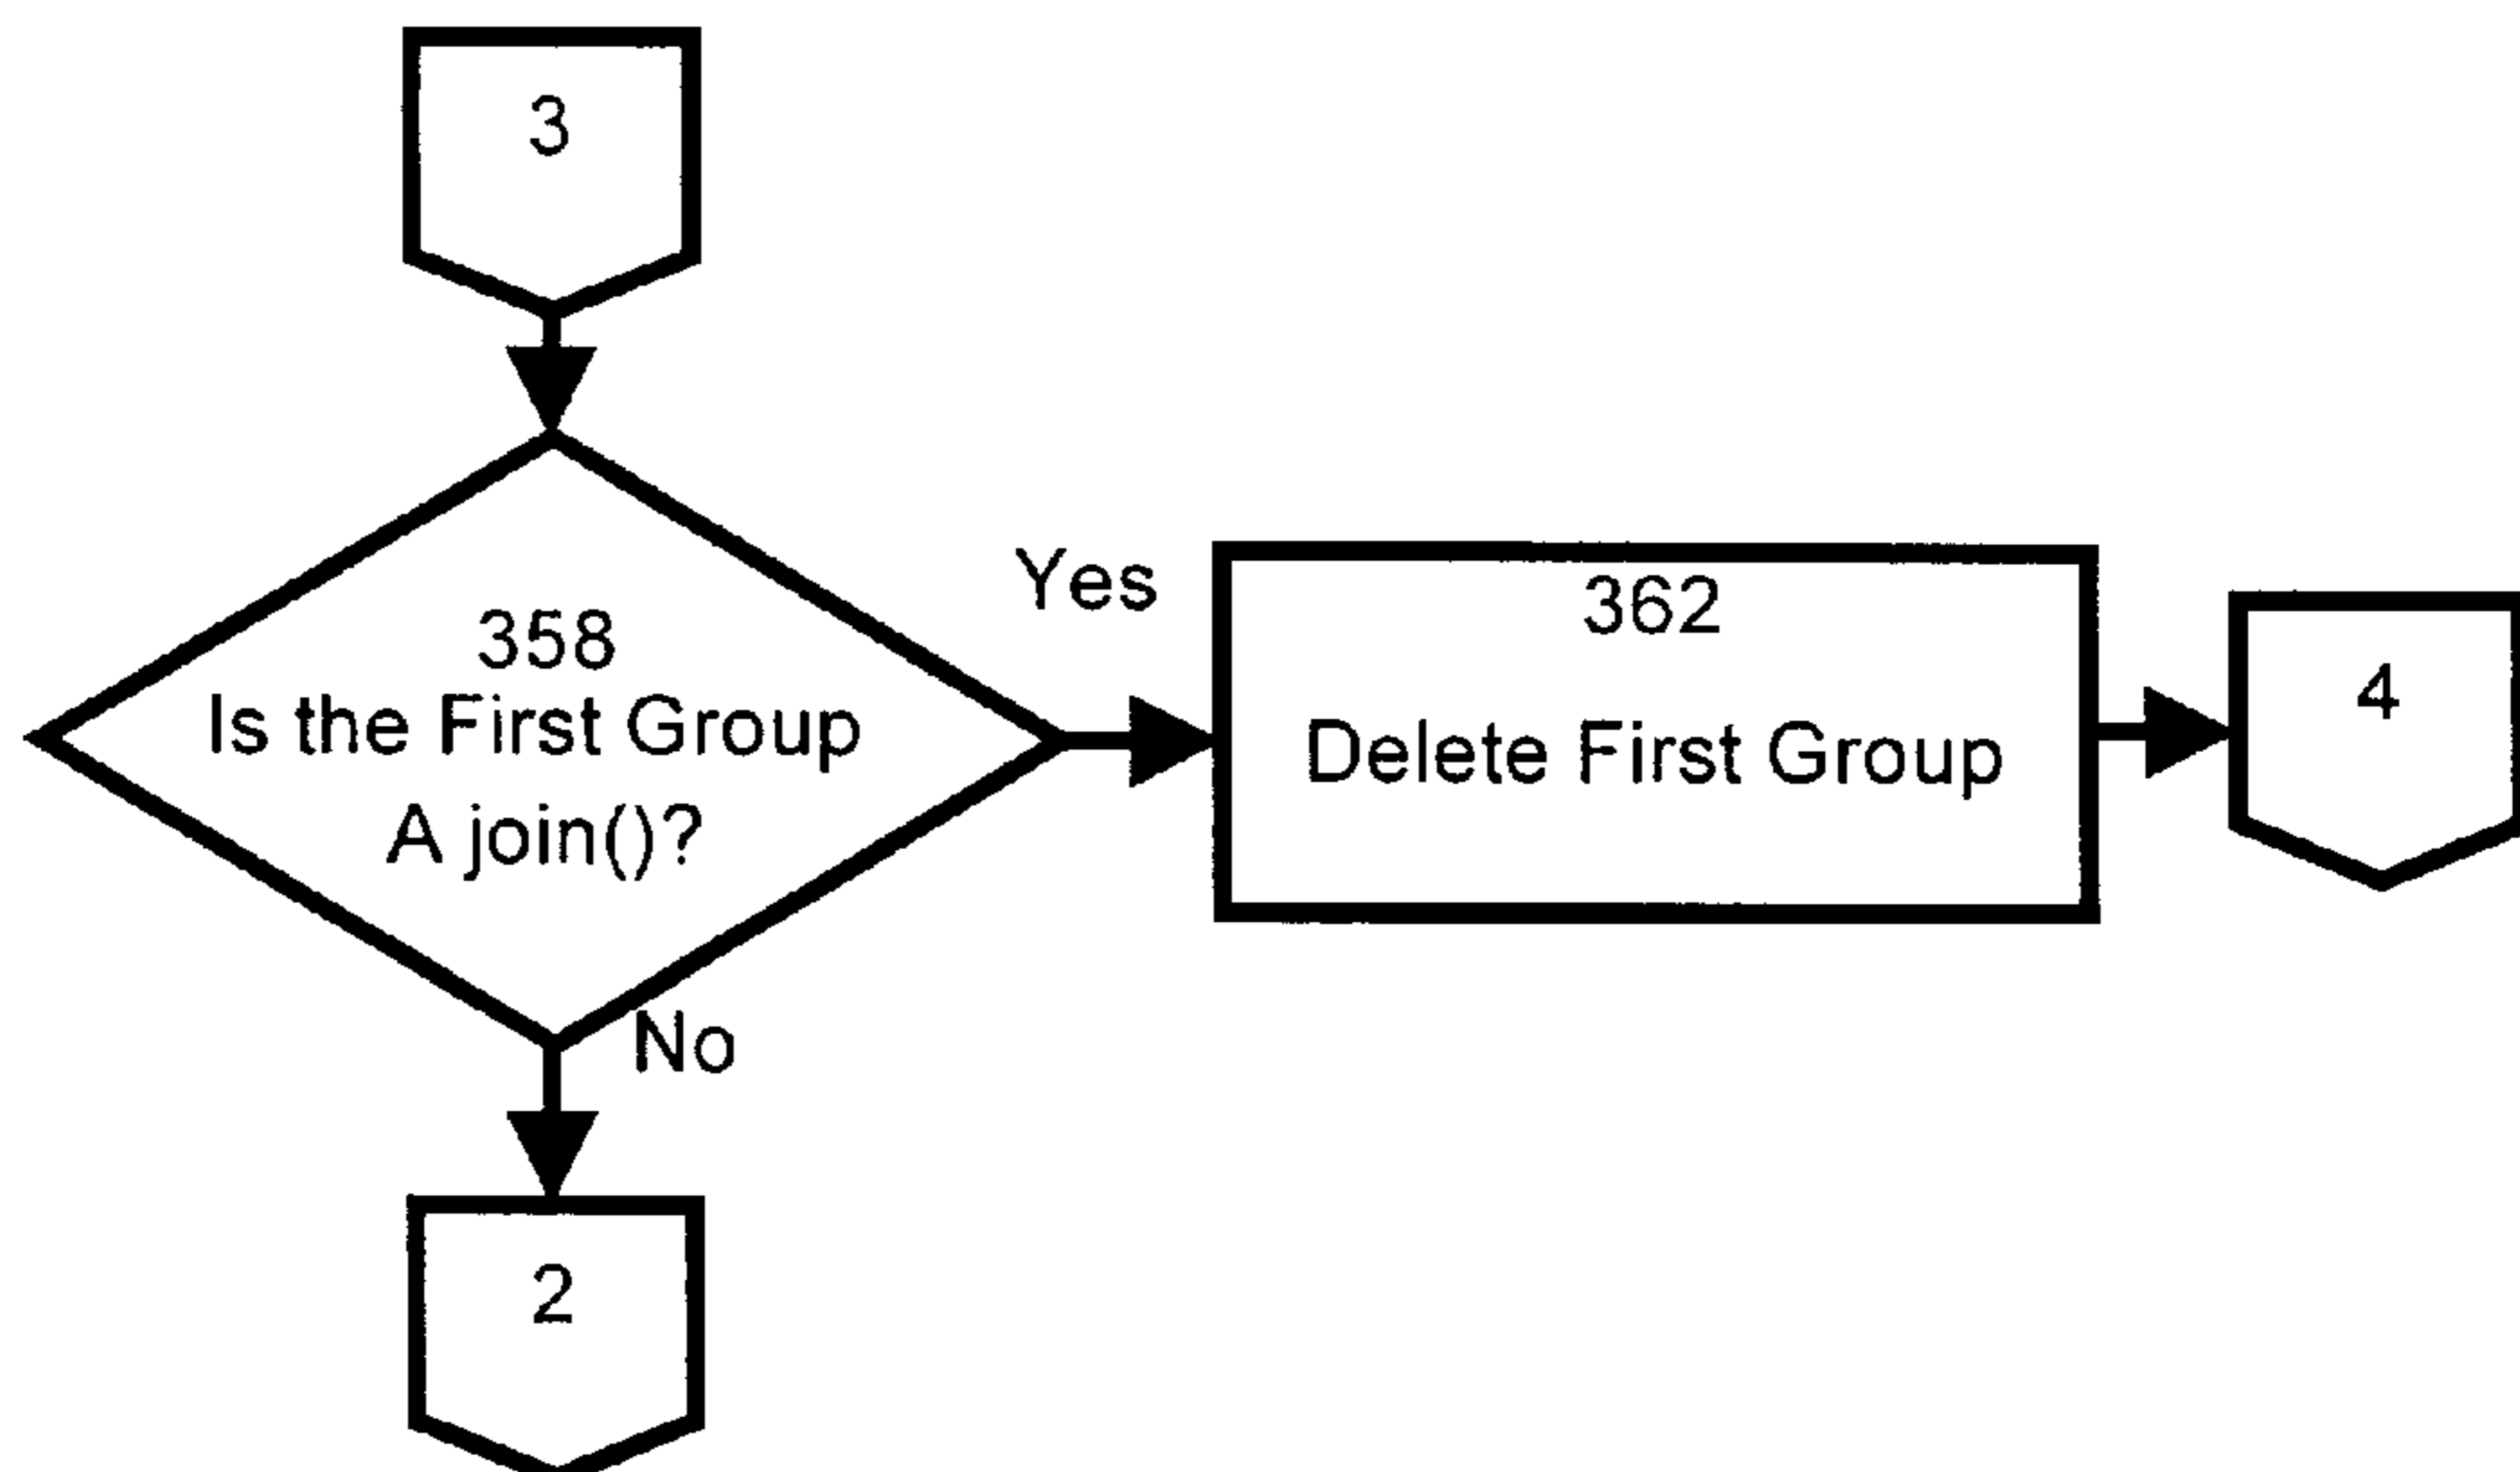 3
358
Is the First Group
A join()?
Yes
362
Delete First Group
4
No
2